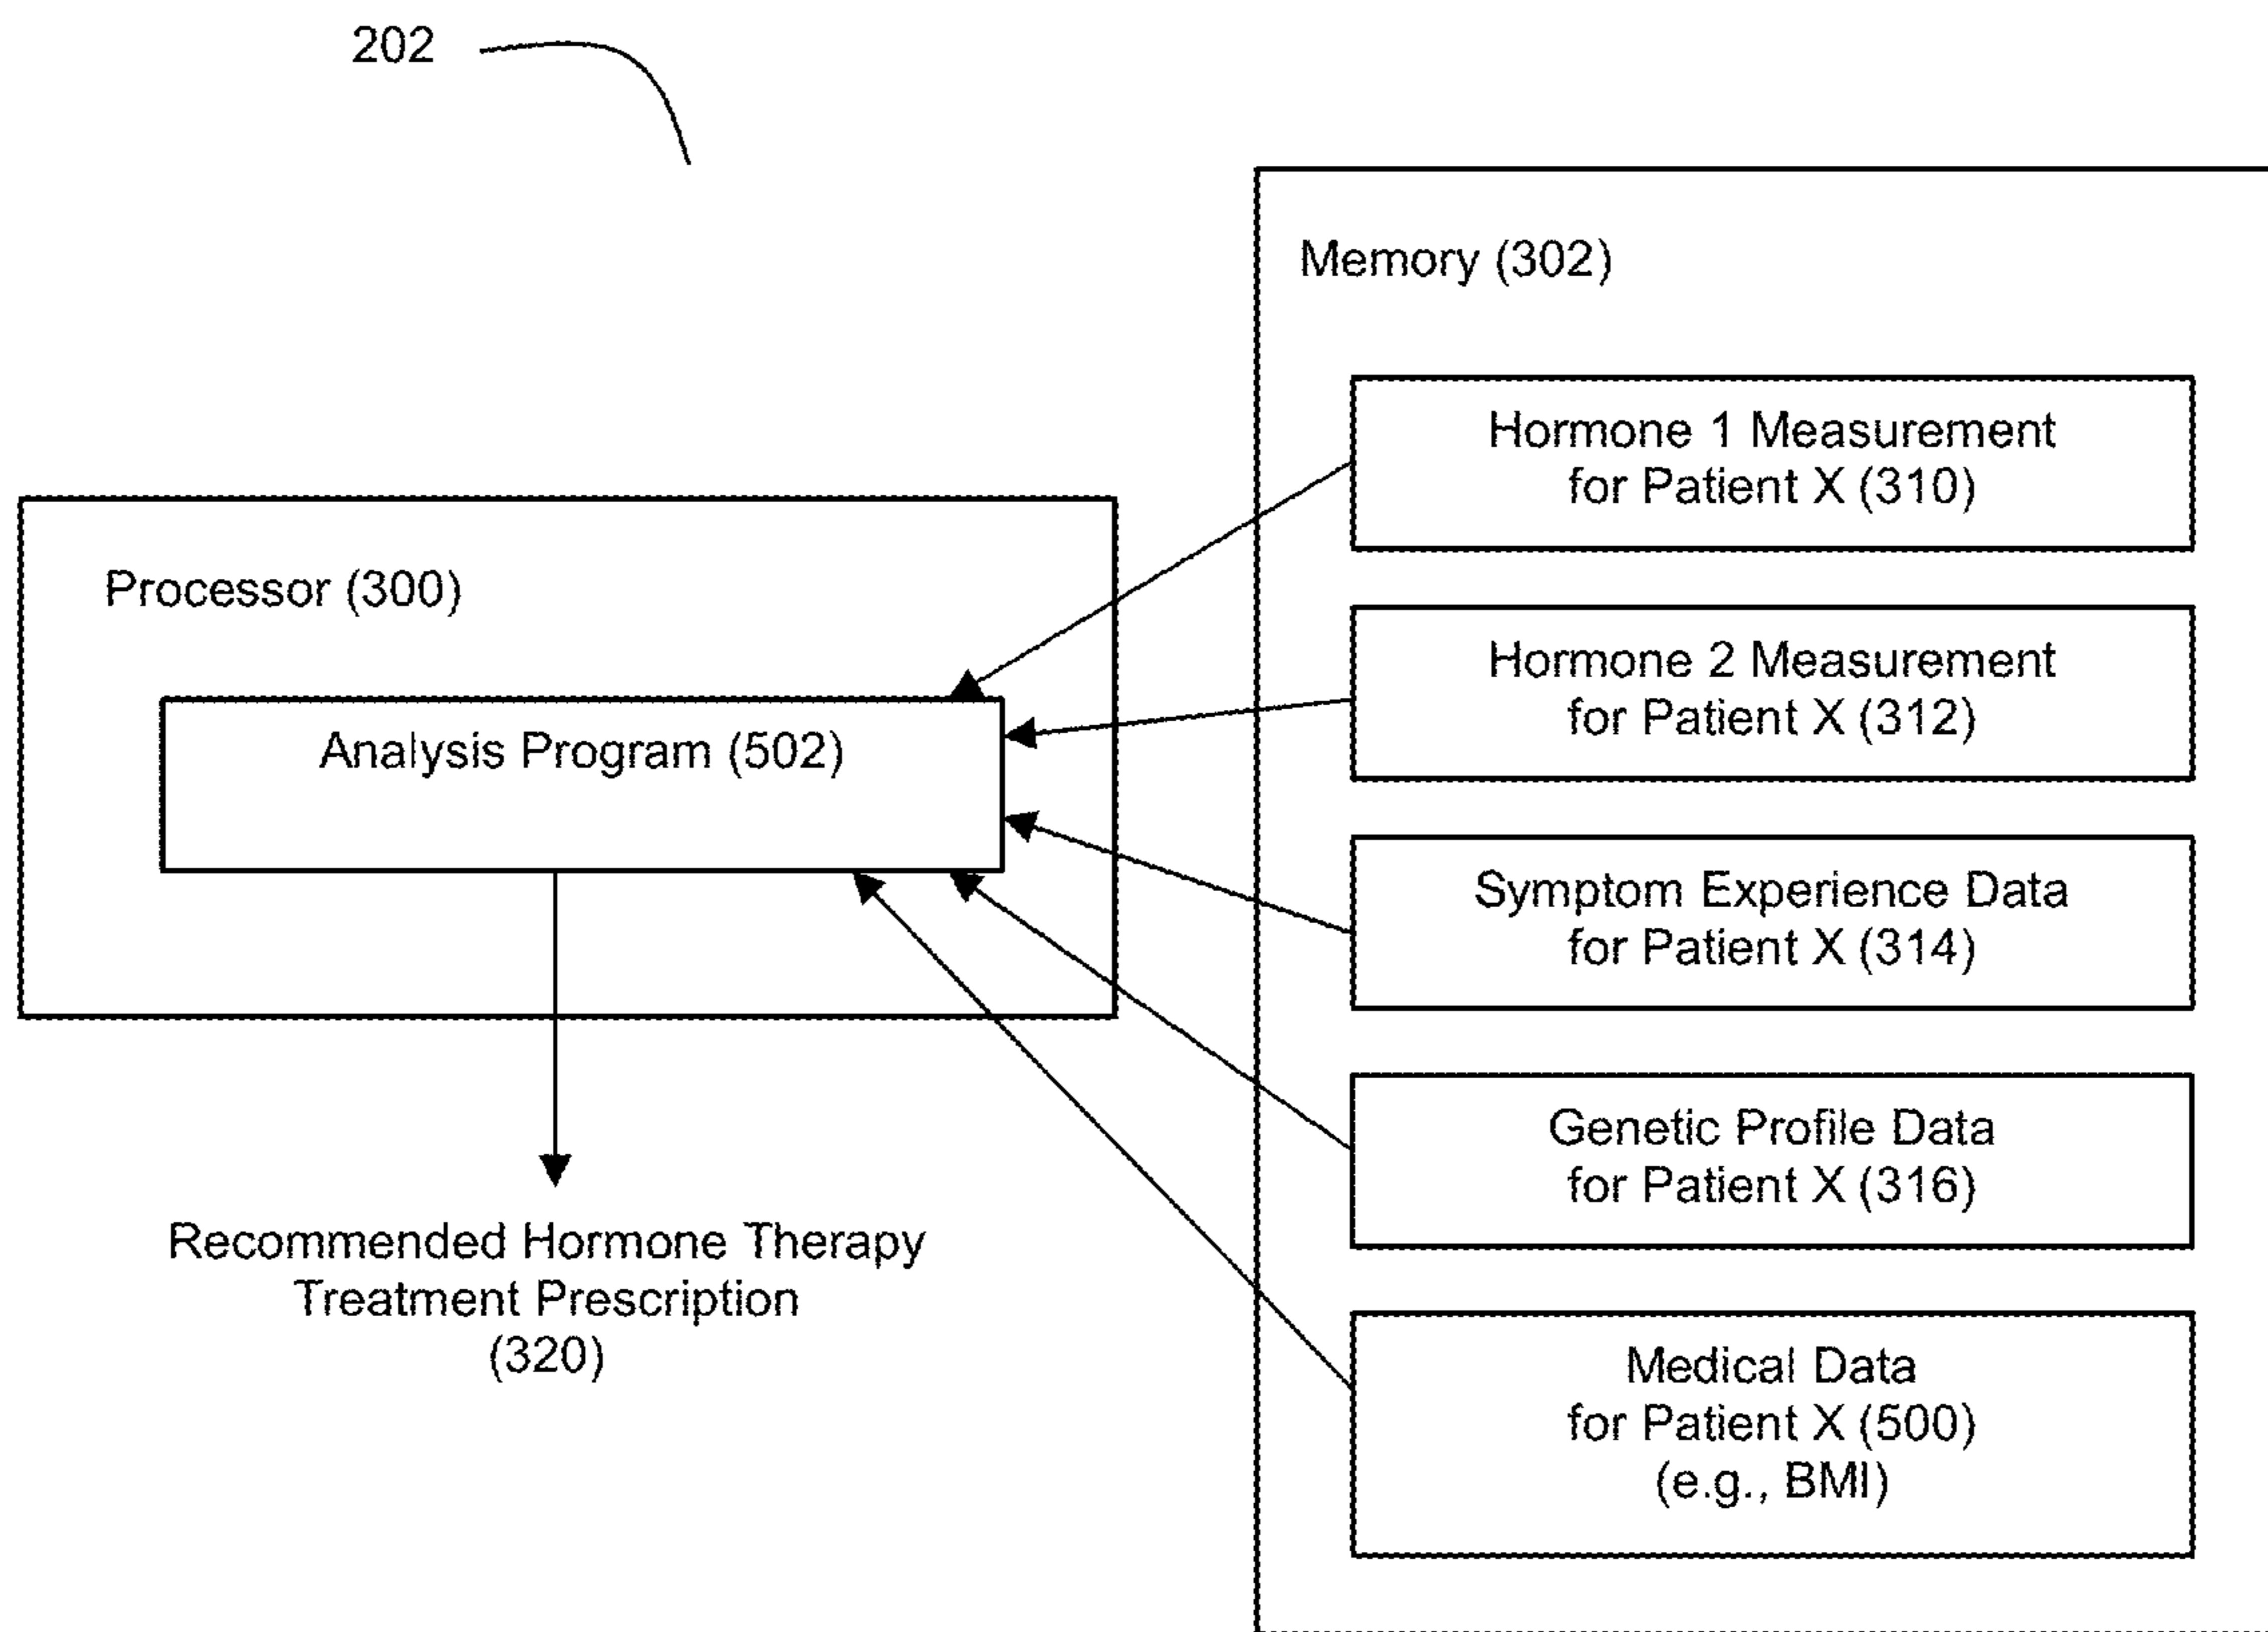 202
Memory (302)
Hormone 1 Measurement
for Patient X (310)
Processor (300)
Hormone 2 Measurement
for Patient X (312)
Analysis Program (502)
Symptom Experience Data
for Patient X (314)
Genetic Profile Data
for Patient X (316)
Recommended Hormone Therapy
Treatment Prescription
(320)
Medical Data
for Patient X (500)
(e.g., BMI)